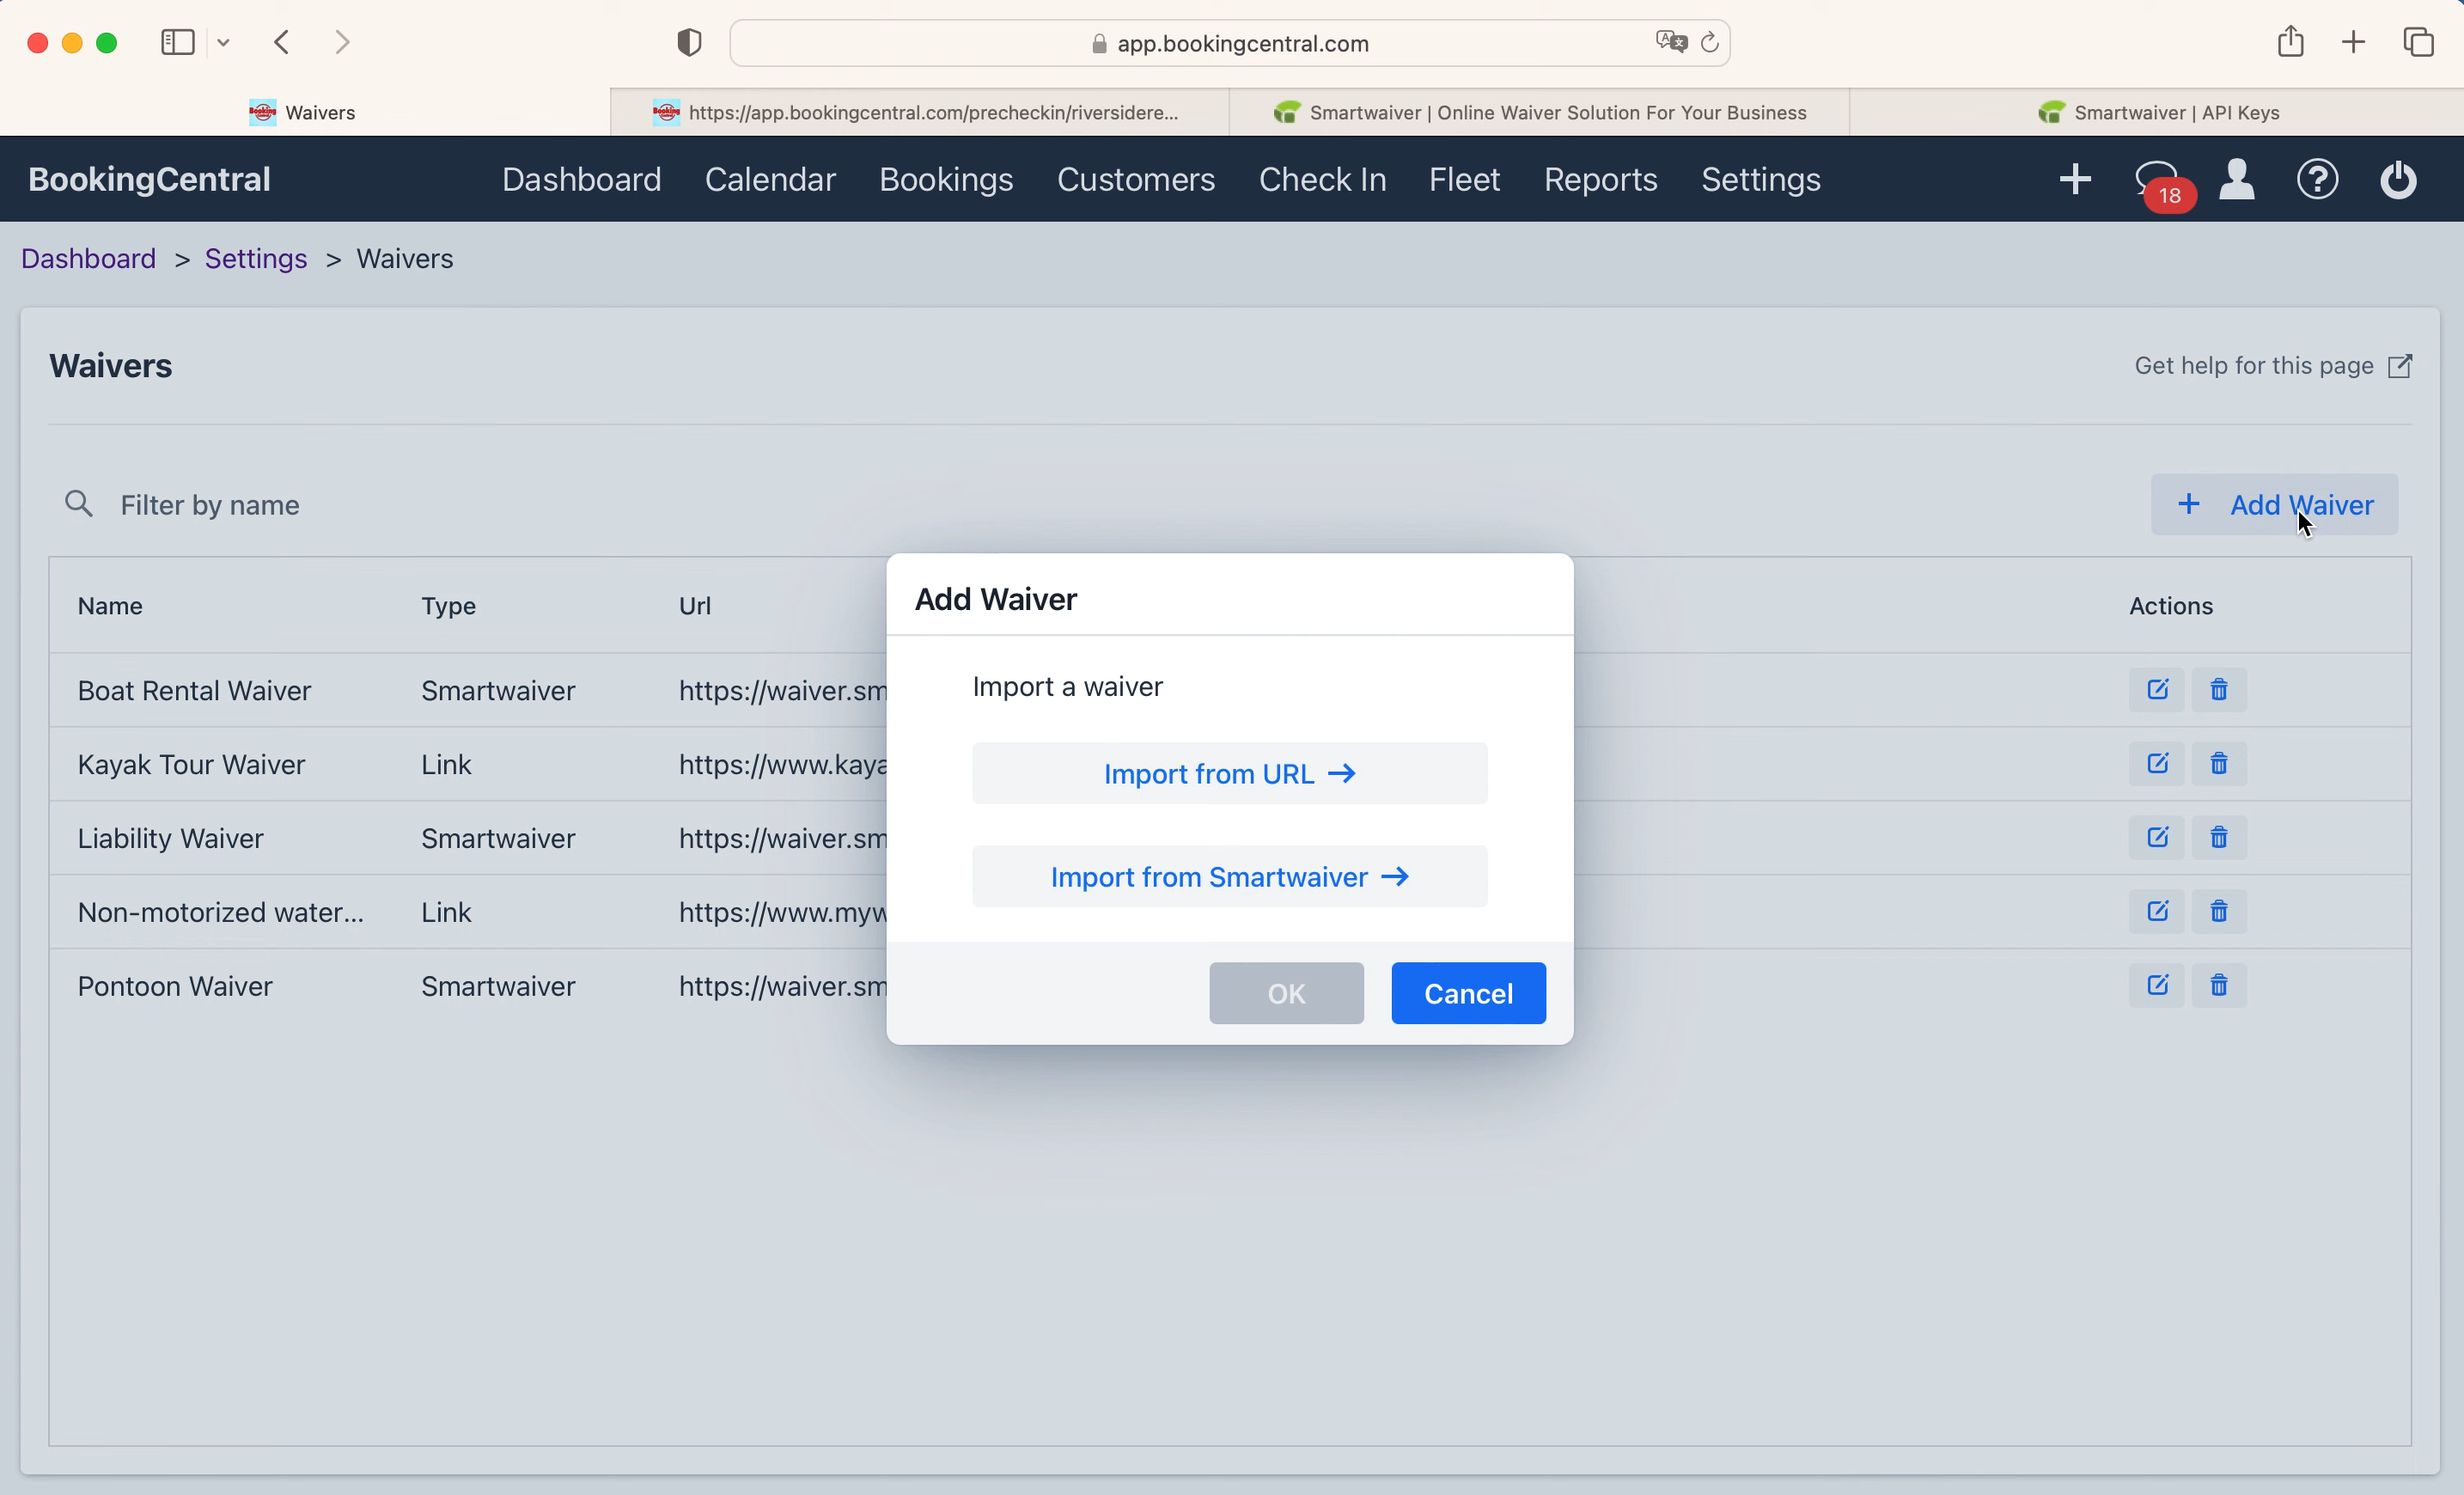 app.bookingcentral.com
Waivers
https://app.bookingcentral.com/precheckin/riversidere...
Smartwaiver | Online Waiver Solution For Your Business
Smartwaiver | API Keys
BookingCentral
Dashboard Calendar Bookings Customers Check In Fleet Reports Settings
18
Dashboard > Settings > Waivers
Waivers
Get help for this page
Filter by name
+ Add Waiver
Name Type Url Actions
Boat Rental Waiver Smartwaiver https://waiver.sm
Kayak Tour Waiver Link https://www.kaya
Liability Waiver Smartwaiver https://waiver.sm
Non-motorized water... Link https://www.myw
Pontoon Waiver Smartwaiver https://waiver.sm
Add Waiver
Import a waiver
Import from URL →
Import from Smartwaiver →
OK Cancel